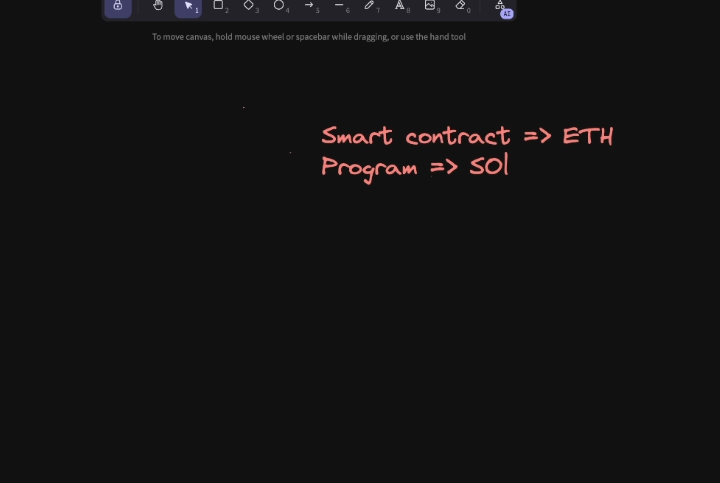 1 2 3 4 5 6 7 8 9 0
AI
To move canvas, hold mouse wheel or spacebar while dragging, or use the hand tool
Smart contract => ETH
Program => SOl